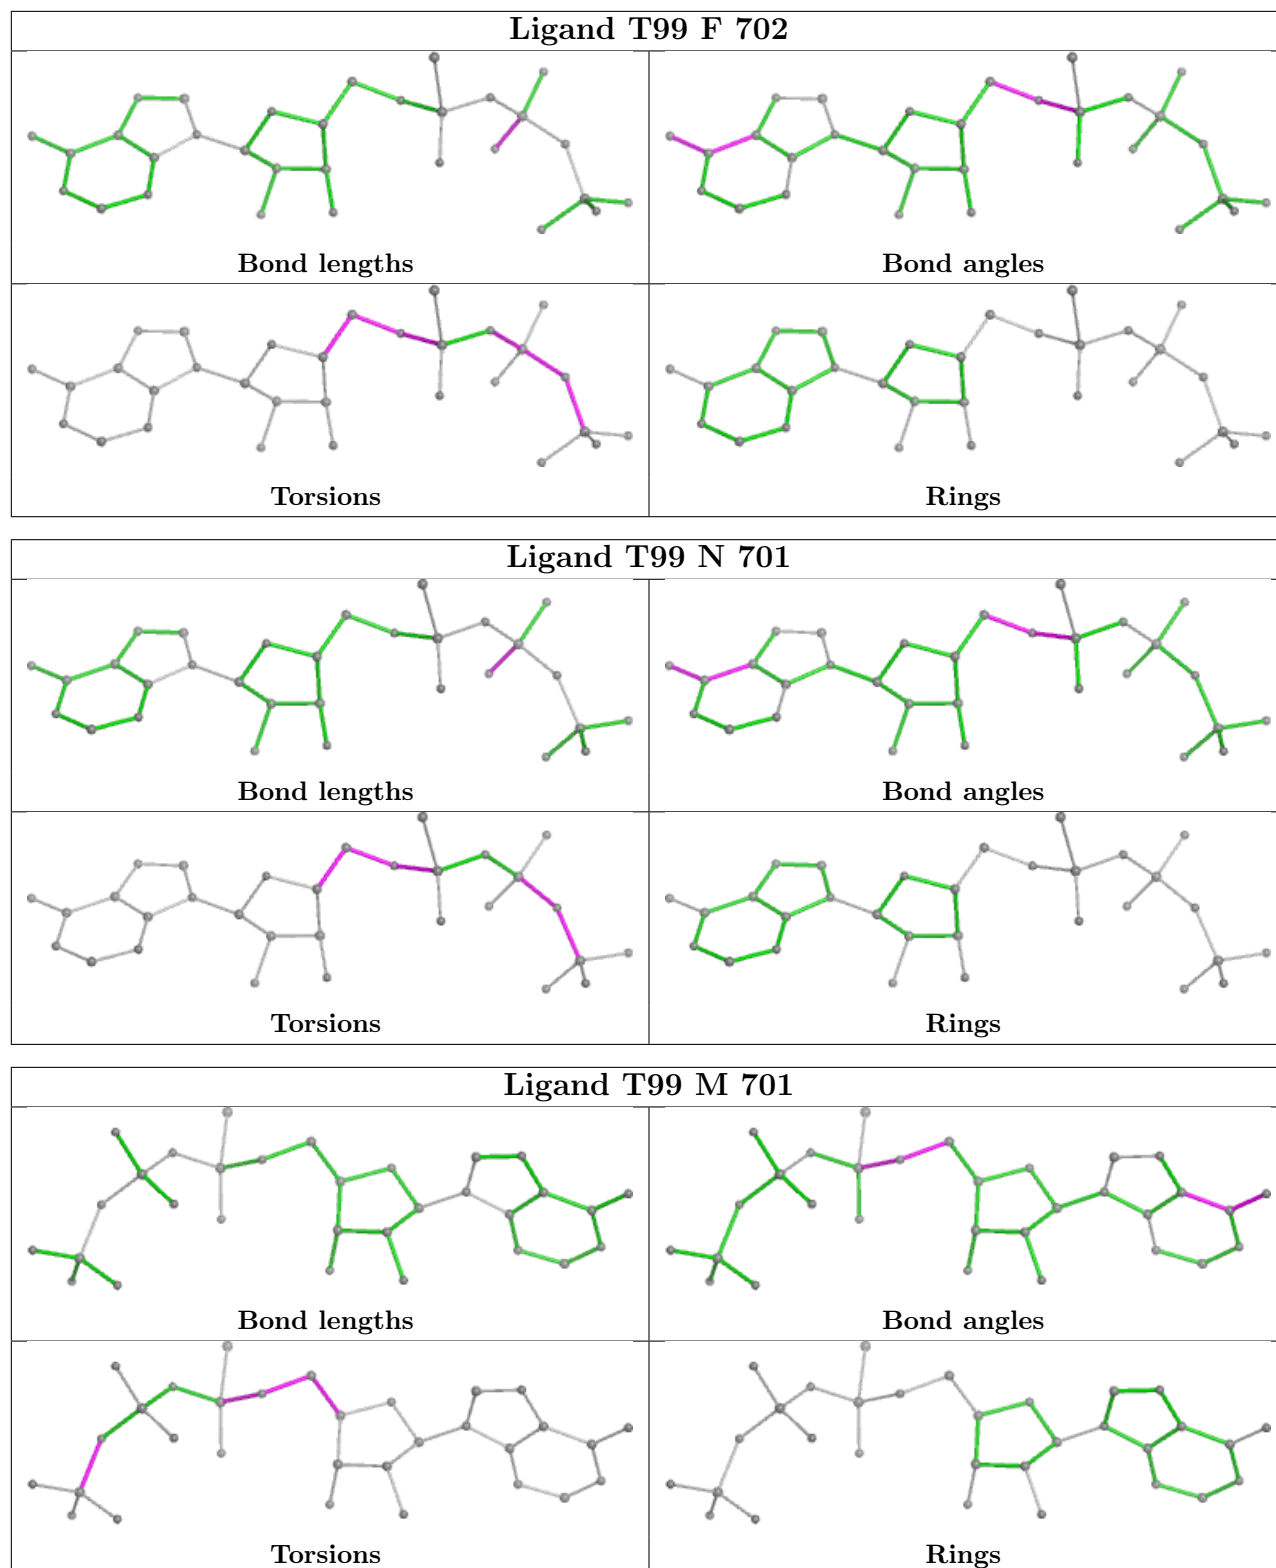 Ligand T99 F 702
Bond lengths
Bond angles
Torsions
Rings
Ligand T99 N 701
Bond lengths
Bond angles
Torsions
Rings
Ligand T99 M 701
Bond lengths
Bond angles
Torsions
Rings